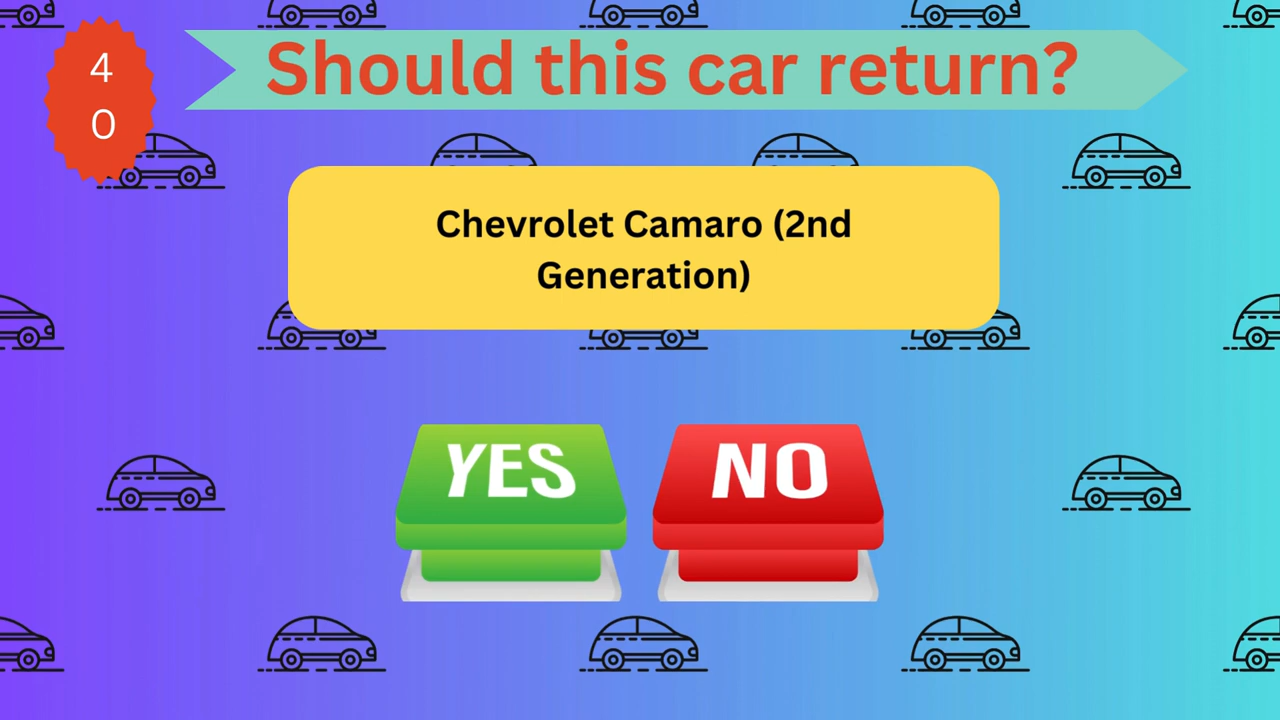 4
0
Should this car return?
Chevrolet Camaro (2nd
Generation)
YES
NO